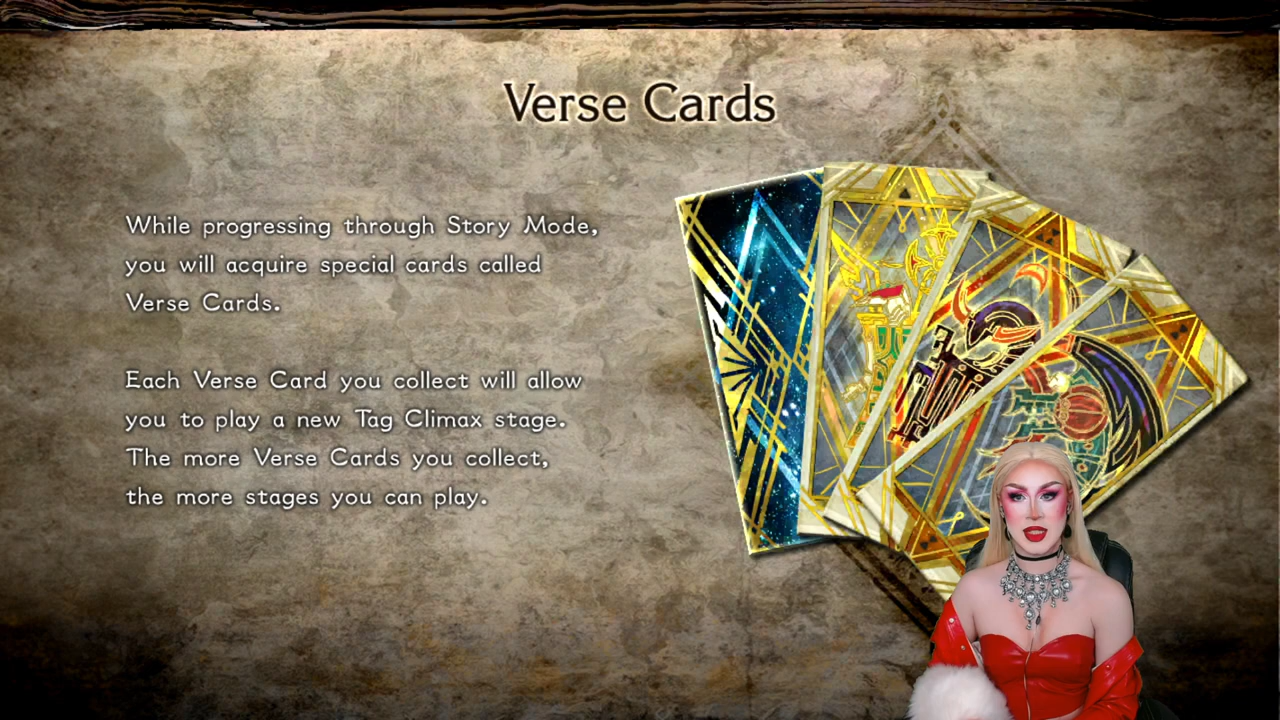 Verse Cards
While progressing through Story Mode,
you will acquire special cards called
Verse Cards.
Each Verse Card you collect will allow
you to play a new Tag Climax stage.
The more Verse Cards you collect,
the more stages you can play.